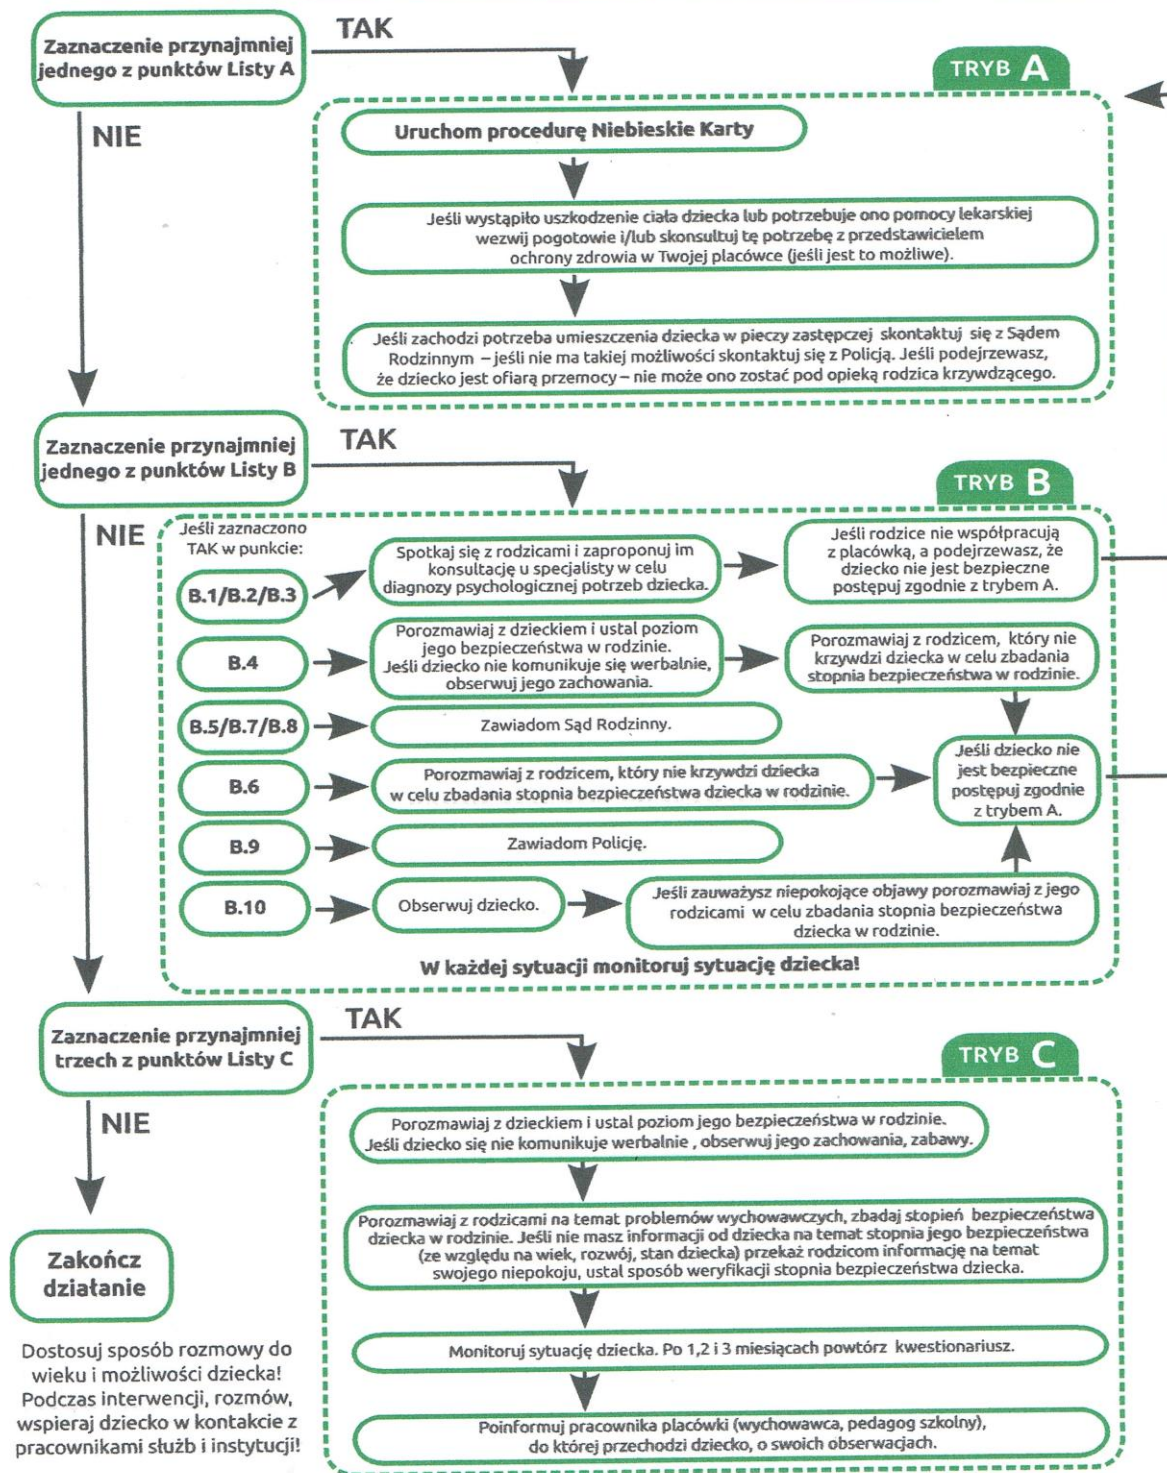 Zaznaczenie przynajmniej
jednego z punktów Listy A
TAK
NIE
TRYB A
Uruchom procedurę Niebieskie Karty
Jeśli wystąpiło uszkodzenie ciała dziecka lub potrzebuje ono pomocy lekarskiej
wezwij pogotowie i/lub skonsultuj tę potrzebę z przedstawicielem
ochrony zdrowia w Twojej placówce (jeśli jest to możliwe).
Jeśli zachodzi potrzeba umieszczenia dziecka w pieczy zastępczej skontaktuj się z Sądem
Rodzinnym – jeśli nie ma takiej możliwości skontaktuj się z Policją. Jeśli podejrzewasz,
że dziecko jest ofiarą przemocy – nie może ono zostać pod opieką rodzica krzywdzącego.
Zaznaczenie przynajmniej
jednego z punktów Listy B
TAK
NIE
TRYB B
Jeśli zaznaczono
TAK w punkcie:
B.1/B.2/B.3
Spotkaj się z rodzicami i zaproponuj im
konsultację u specjalisty w celu
diagnozy psychologicznej potrzeb dziecka.
Jeśli rodzice nie współpracują
z placówką, a podejrzewasz, że
dziecko nie jest bezpieczne
postępuj zgodnie z trybem A.
B.4
Porozmawiaj z dzieckiem i ustal poziom
jego bezpieczeństwa w rodzinie.
Jeśli dziecko nie komunikuje się werbalnie,
obserwuj jego zachowania.
Porozmawiaj z rodzicem, który nie
krzywdzi dziecka w celu zbadania
stopnia bezpieczeństwa w rodzinie.
B.5/B.7/B.8
Zawiadom Sąd Rodzinny.
B.6
Porozmawiaj z rodzicem, który nie krzywdzi dziecka
w celu zbadania stopnia bezpieczeństwa dziecka w rodzinie.
Jeśli dziecko nie
jest bezpieczne
postępuj zgodnie
z trybem A.
B.9
Zawiadom Policję.
B.10
Obserwuj dziecko.
Jeśli zauważysz niepokojące objawy porozmawiaj z jego
rodzicami w celu zbadania stopnia bezpieczeństwa
dziecka w rodzinie.
W każdej sytuacji monitoruj sytuację dziecka!
Zaznaczenie przynajmniej
trzech z punktów Listy C
TAK
NIE
TRYB C
Porozmawiaj z dzieckiem i ustal poziom jego bezpieczeństwa w rodzinie.
Jeśli dziecko się nie komunikuje werbalnie , obserwuj jego zachowania, zabawy.
Porozmawiaj z rodzicami na temat problemów wychowawczych, zbadaj stopień bezpieczeństwa
dziecka w rodzinie. Jeśli nie masz informacji od dziecka na temat stopnia jego bezpieczeństwa
(ze względu na wiek, rozwój, stan dziecka) przekaż rodzicom informację na temat
swojego niepokoju, ustal sposób weryfikacji stopnia bezpieczeństwa dziecka.
Monitoruj sytuację dziecka. Po 1,2 i 3 miesiącach powtórz kwestionariusz.
Poinformuj pracownika placówki (wychowawca, pedagog szkolny),
do której przechodzi dziecko, o swoich obserwacjach.
Zakończ
działanie
Dostosuj sposób rozmowy do
wieku i możliwości dziecka!
Podczas interwencji, rozmów,
wspieraj dziecko w kontakcie z
pracownikami służb i instytucji!